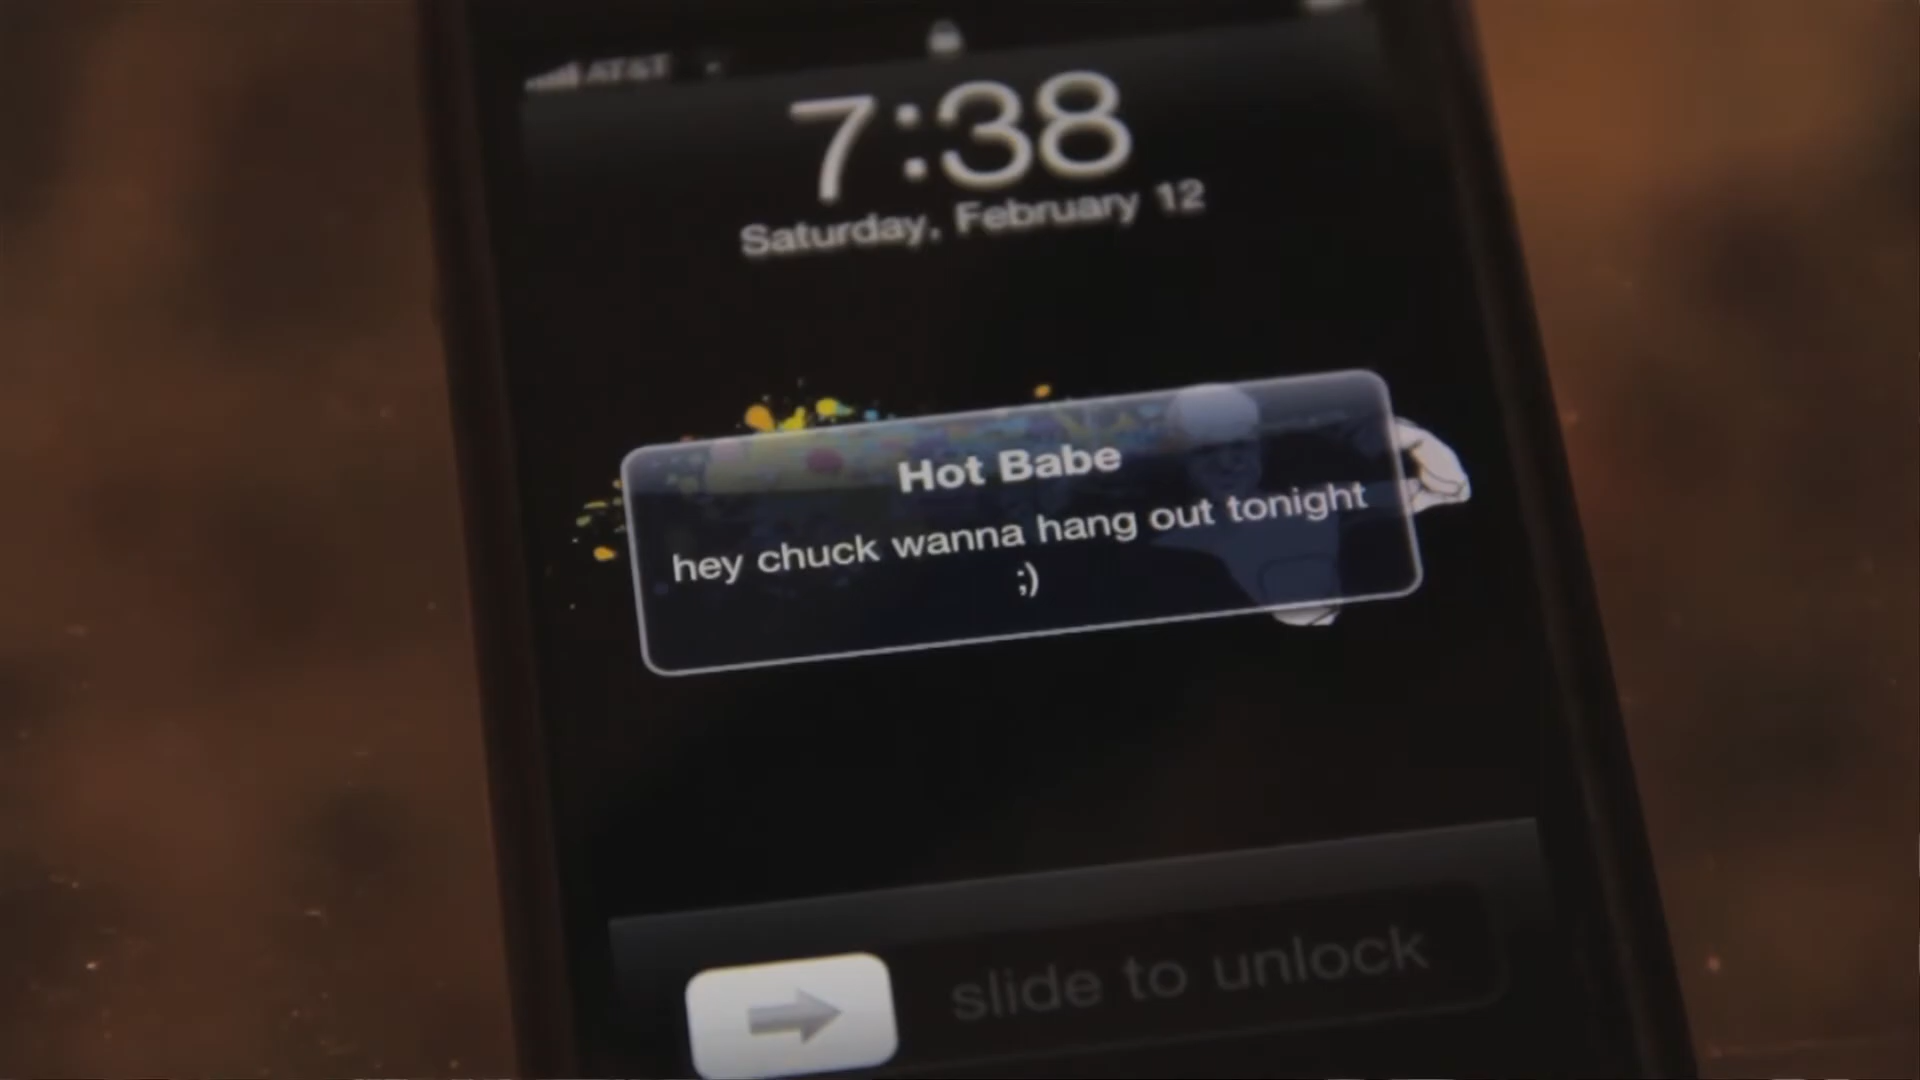 AT&T
7:38
Saturday, February 12
Hot Babe
hey chuck wanna hang out tonight
;)
slide to unlock